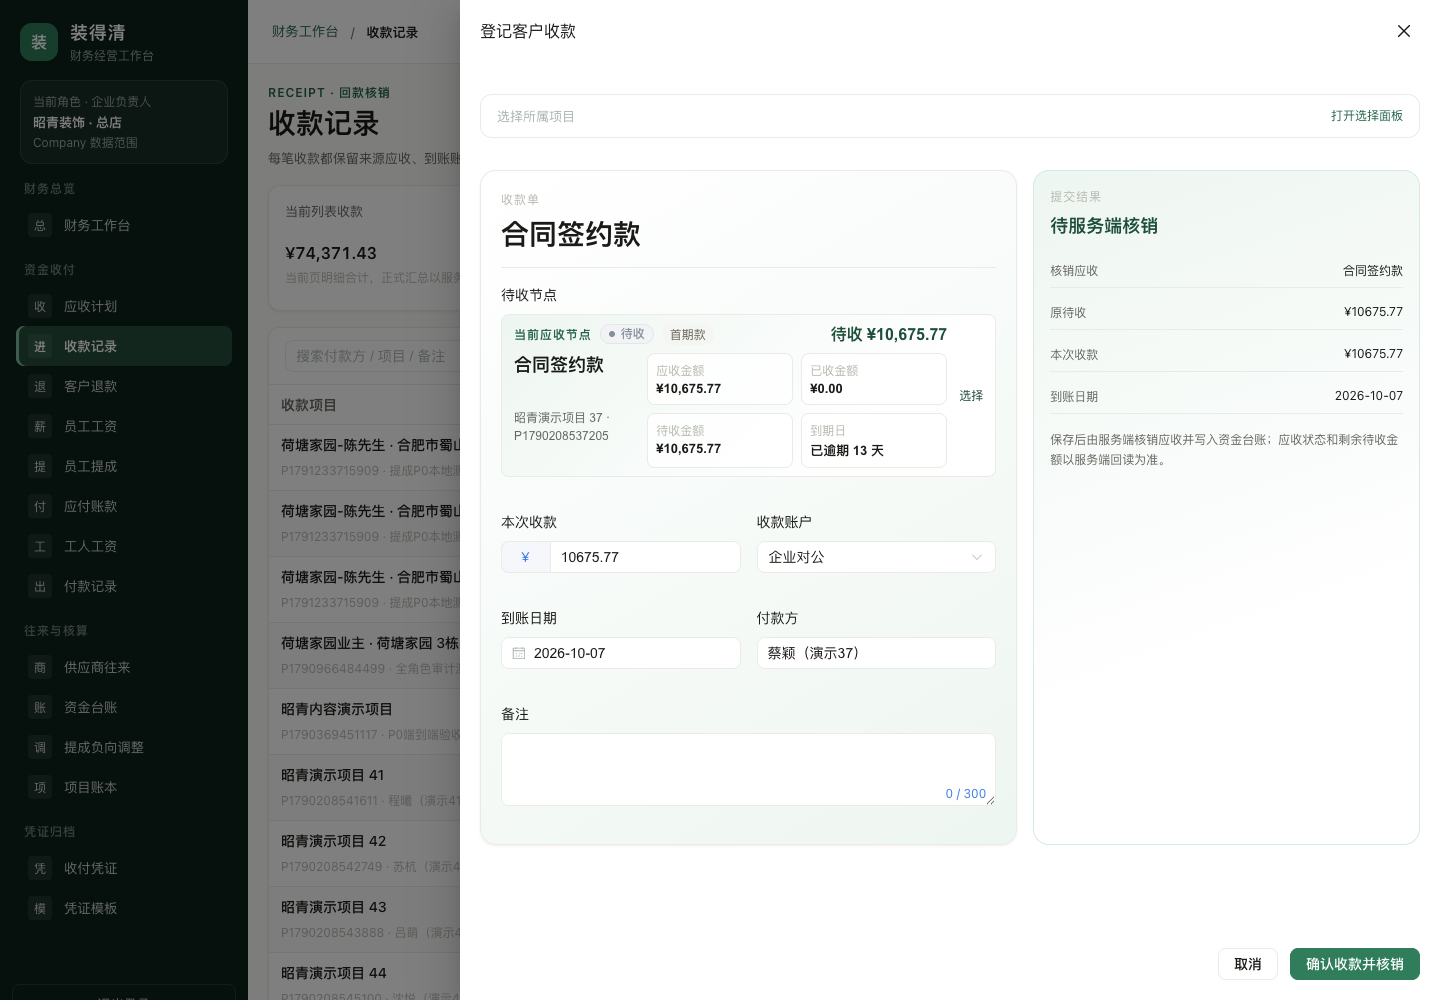 装
装得清
财务经营工作台
当前角色 · 企业负责人
昭青装饰 · 总店
Company 数据范围
财务总览
总 财务工作台
资金收付
收 应收计划
进 收款记录
退 客户退款
薪 员工工资
提 员工提成
付 应付账款
工 工人工资
出 付款记录
往来与核算
商 供应商往来
账 资金台账
调 提成负向调整
项 项目账本
凭证归档
凭 收付凭证
模 凭证模板
财务工作台 / 收款记录
RECEIPT · 回款核销
收款记录
每笔收款都保留来源应收、到账账
当前列表收款
¥74,371.43
当前页明细合计，正式汇总以服务
搜索付款方 / 项目 / 备注
收款项目
荷塘家园-陈先生 · 合肥市蜀山
P1791233715909 · 提成P0本地测
荷塘家园-陈先生 · 合肥市蜀山
P1791233715909 · 提成P0本地测
荷塘家园-陈先生 · 合肥市蜀山
P1791233715909 · 提成P0本地测
荷塘家园业主 · 荷塘家园 3栋
P1790966484499 · 全角色审计
昭青内容演示项目
P1790369451117 · P0端到端验收
昭青演示项目 41
P1790208541611 · 程曦（演示41
昭青演示项目 42
P1790208542749 · 苏杭（演示4
昭青演示项目 43
P1790208543888 · 吕萌（演示4
昭青演示项目 44
P1790208545100 · 沈悦（演示4
登记客户收款
选择所属项目 打开选择面板
收款单
合同签约款
待收节点
当前应收节点 待收 首期款 待收 ¥10,675.77
合同签约款
昭青演示项目 37 ·
P1790208537205
应收金额
¥10,675.77
已收金额
¥0.00
待收金额
¥10,675.77
到期日
已逾期 13 天
选择
本次收款
¥ 10675.77
收款账户
企业对公
到账日期
2026-10-07
付款方
蔡颖（演示37）
备注
0 / 300
提交结果
待服务端核销
核销应收 合同签约款
原待收 ¥10675.77
本次收款 ¥10675.77
到账日期 2026-10-07
保存后由服务端核销应收并写入资金台账；应收状态和剩余待收金
额以服务端回读为准。
取消
确认收款并核销